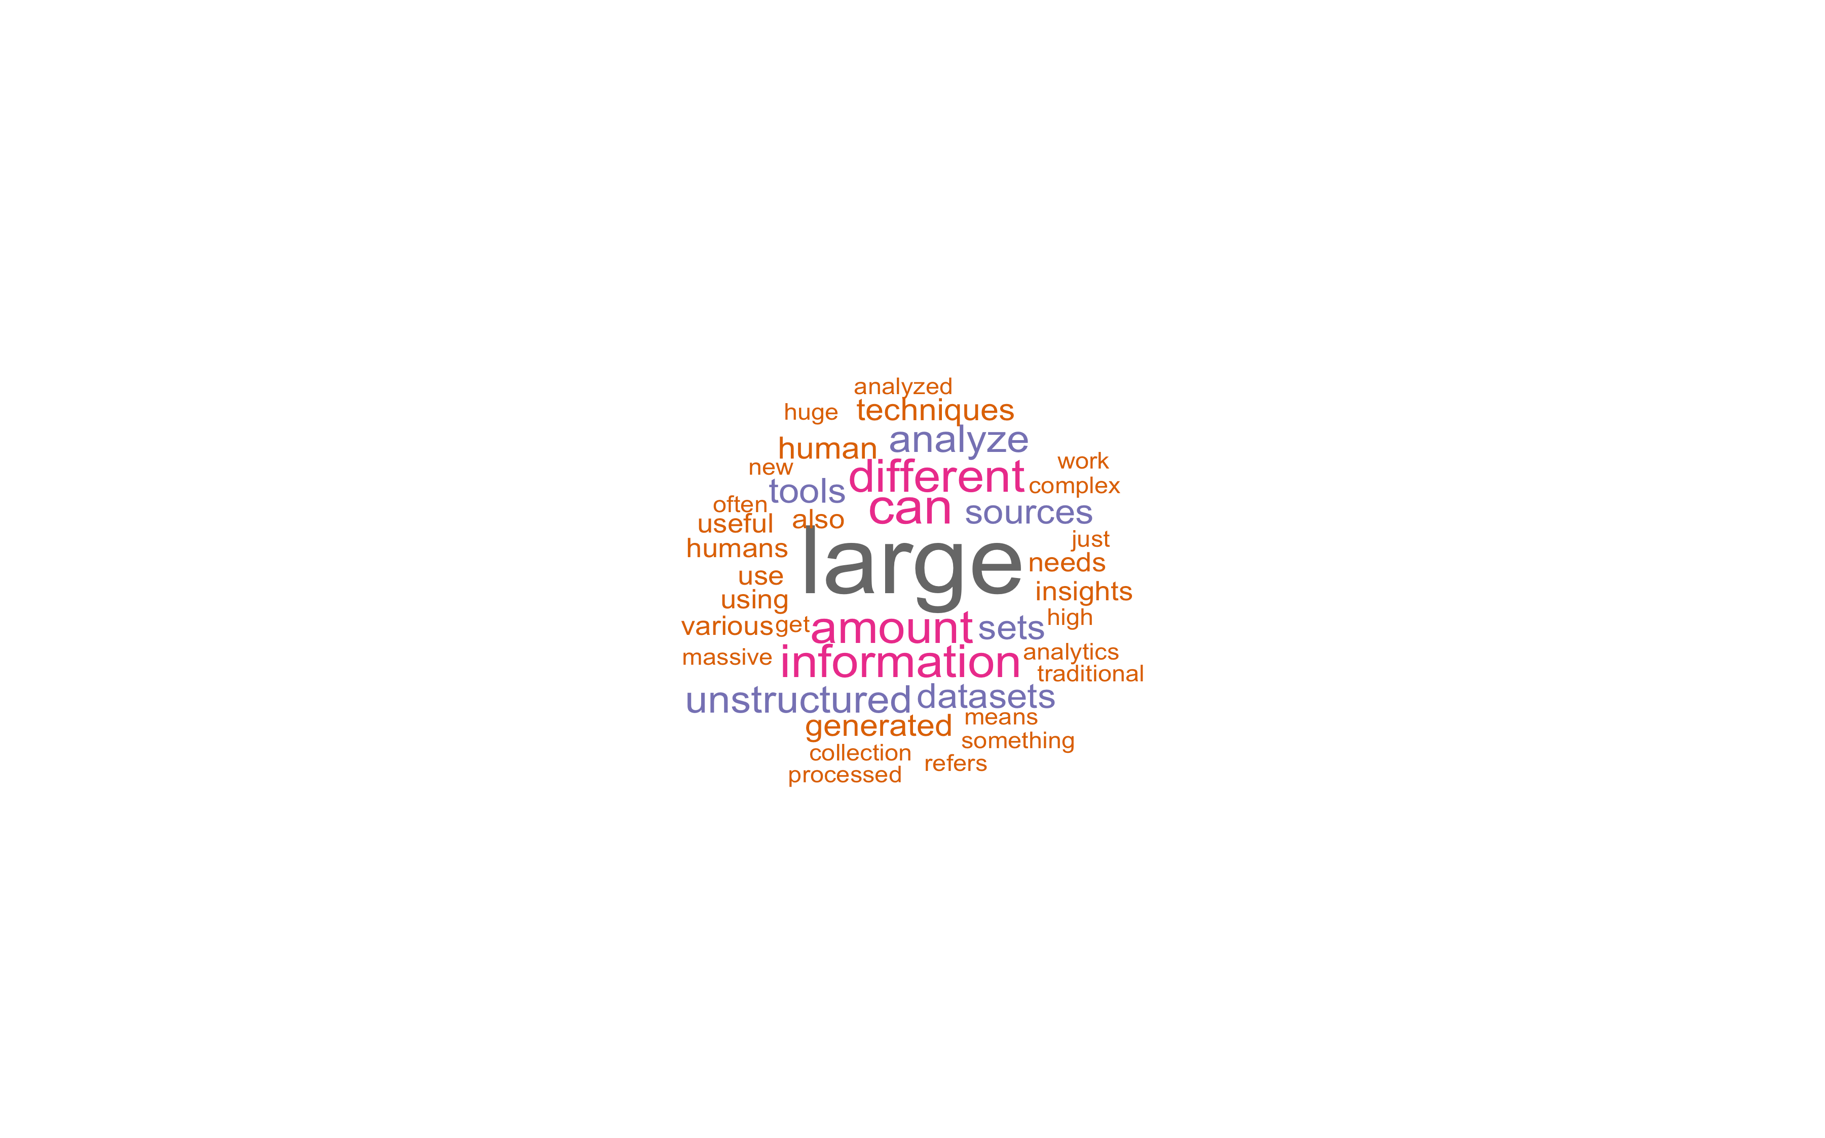 analyzed
huge techniques
human analyze
new different work
tools complex
often can sources
useful also
humans large just
needs
use insights
using
various get amount sets high
massive information analytics
traditional
unstructured datasets
generated means
something
collection refers
processed